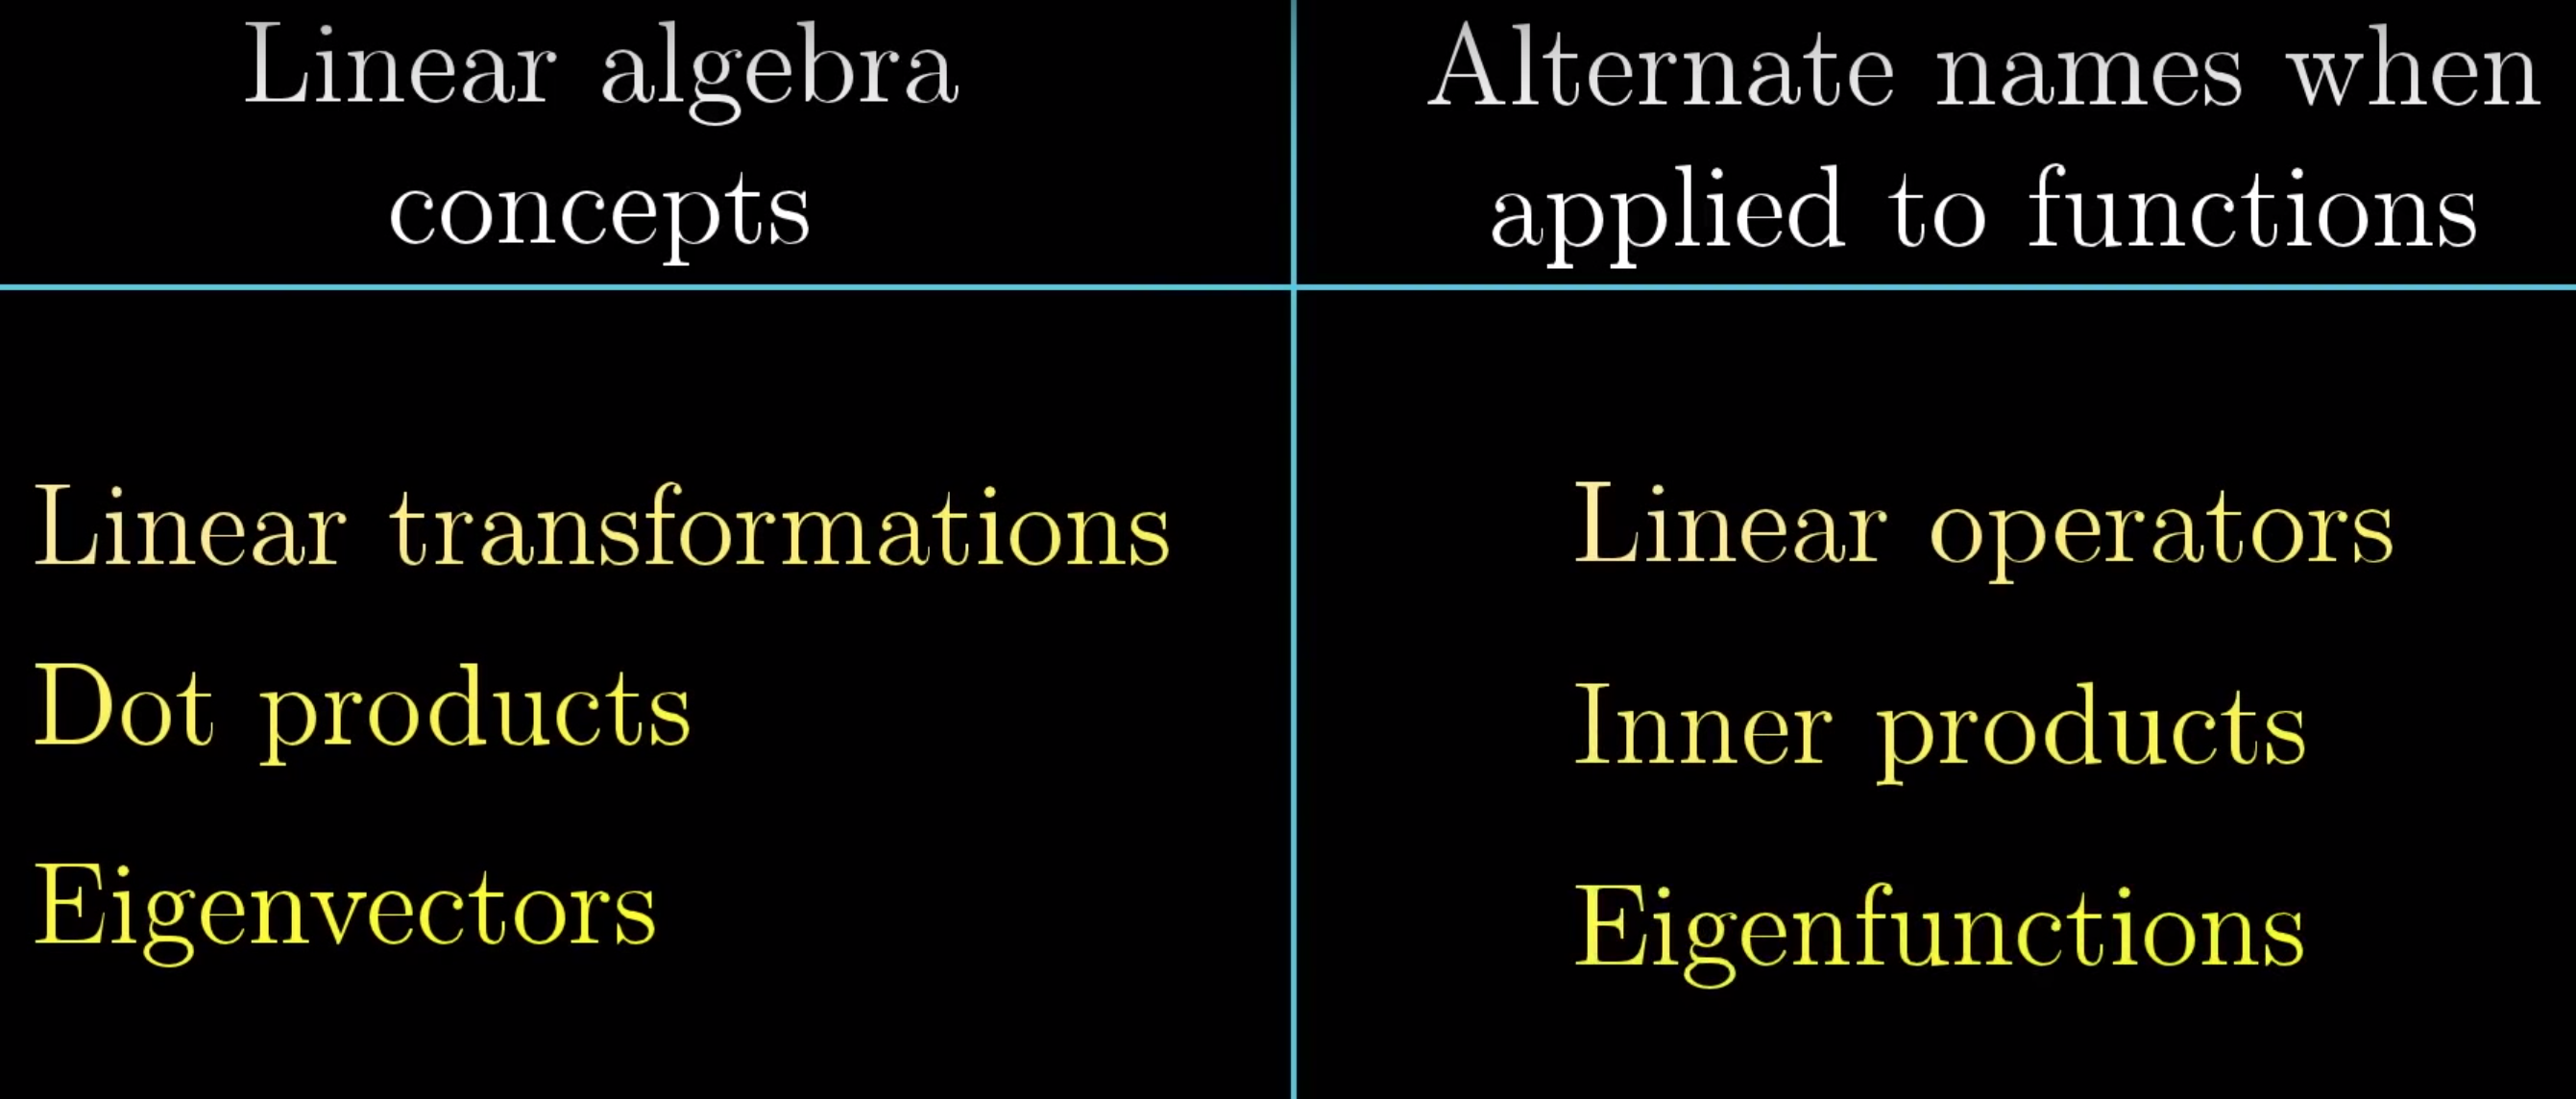 Linear algebra
concepts
Alternate names when
applied to functions
Linear transformations
Linear operators
Dot products
Inner products
Eigenvectors
Eigenfunctions